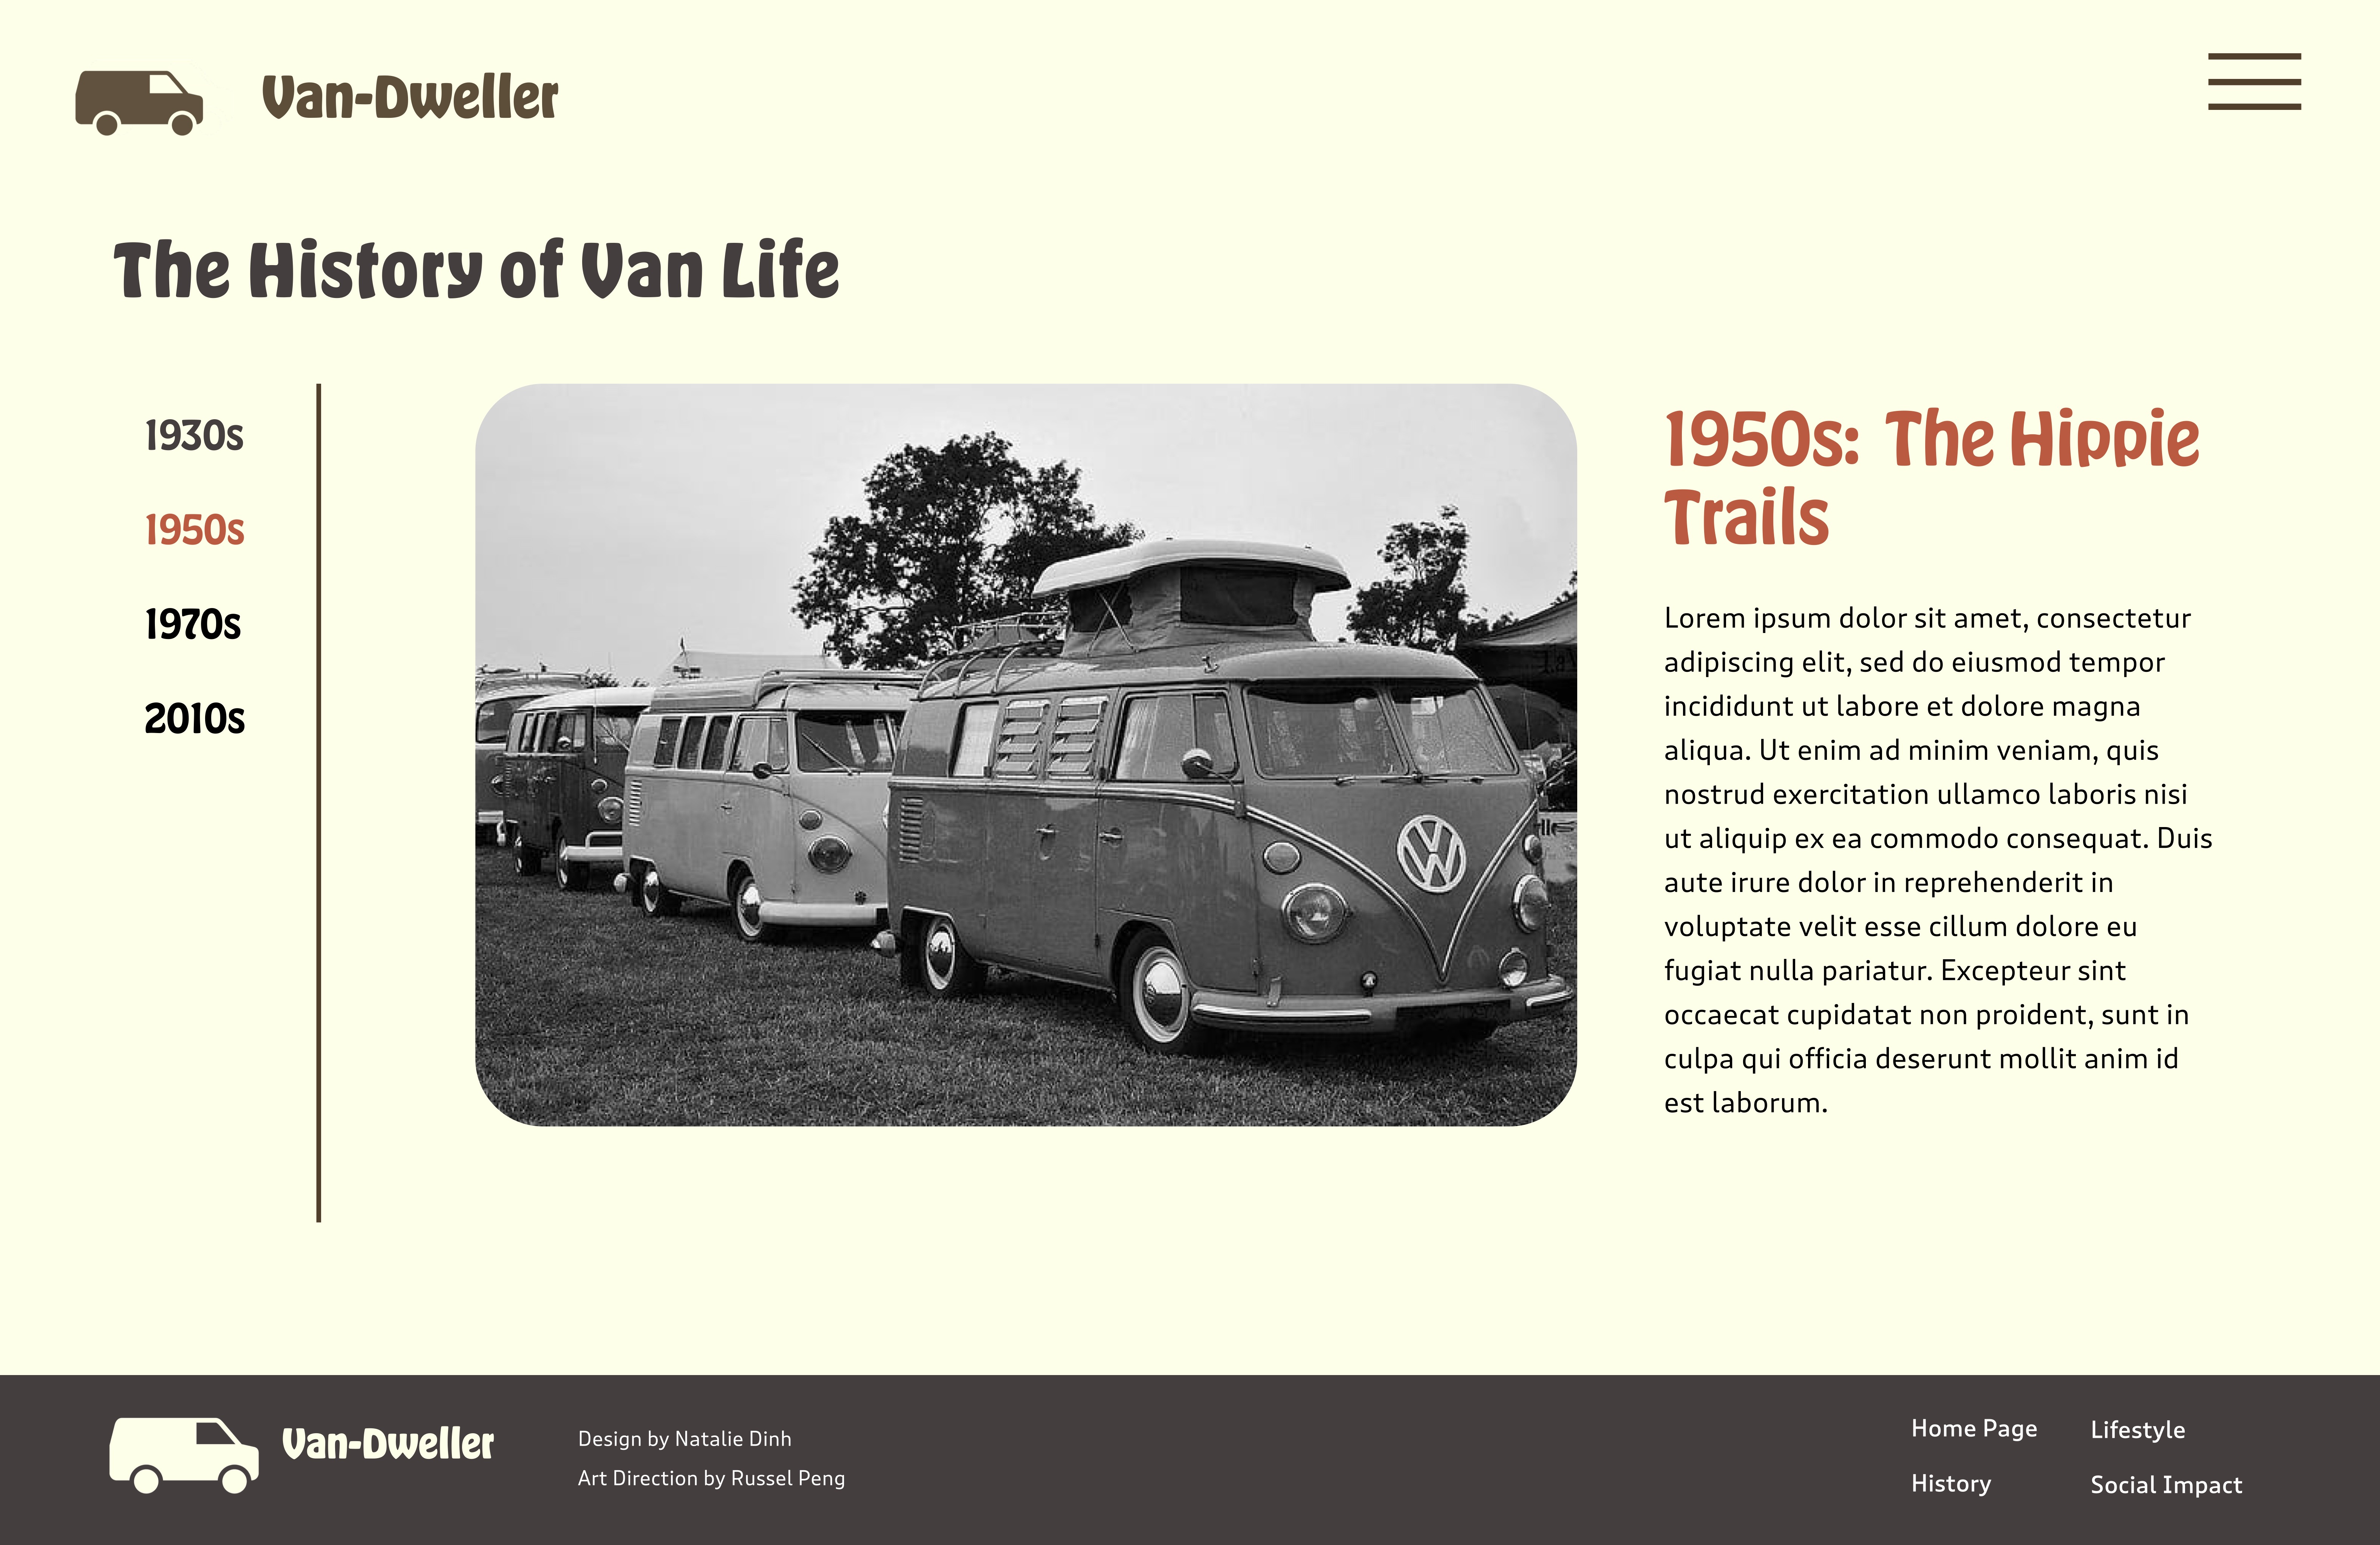 Van-Dweller
The History of Van Life
1930s
1950s
1970s
2010s
1950s: The Hippie
Trails
Lorem ipsum dolor sit amet, consectetur
adipiscing elit, sed do eiusmod tempor
incididunt ut labore et dolore magna
aliqua. Ut enim ad minim veniam, quis
nostrud exercitation ullamco laboris nisi
ut aliquip ex ea commodo consequat. Duis
aute irure dolor in reprehenderit in
voluptate velit esse cillum dolore eu
fugiat nulla pariatur. Excepteur sint
occaecat cupidatat non proident, sunt in
culpa qui officia deserunt mollit anim id
est laborum.
Van-Dweller
Design by Natalie Dinh
Art Direction by Russel Peng
Home Page
Lifestyle
History
Social Impact